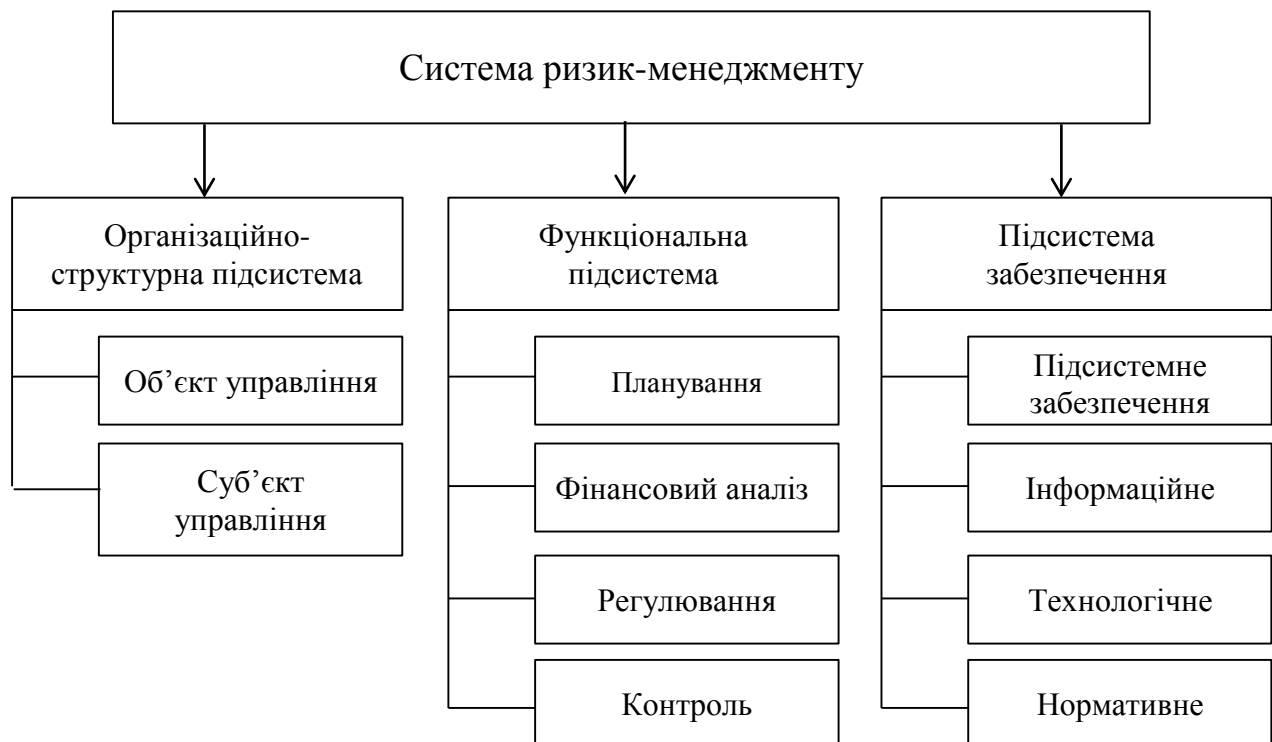 Система ризик-менеджменту
Організаційно-
структурна підсистема
Об’єкт управління
Суб’єкт
управління
Функціональна
підсистема
Планування
Фінансовий аналіз
Регулювання
Контроль
Підсистема
забезпечення
Підсистемне
забезпечення
Інформаційне
Технологічне
Нормативне